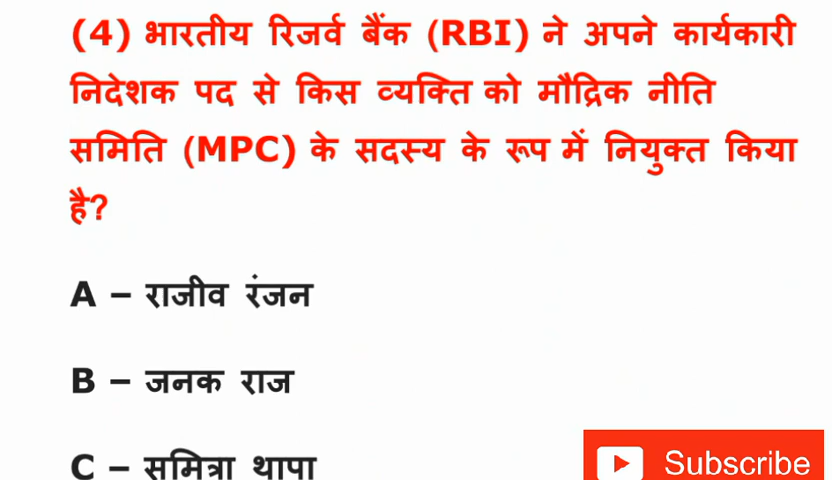 (4) भारतीय रिजर्व बैंक (RBI) ने अपने कार्यकारी
निदेशक पद से किस व्यक्ति को मौद्रिक नीति
समिति (MPC) के सदस्य के रूप में नियुक्त किया
है?
A – राजीव रंजन
B – जनक राज
C – समित्रा थापा
Subscribe